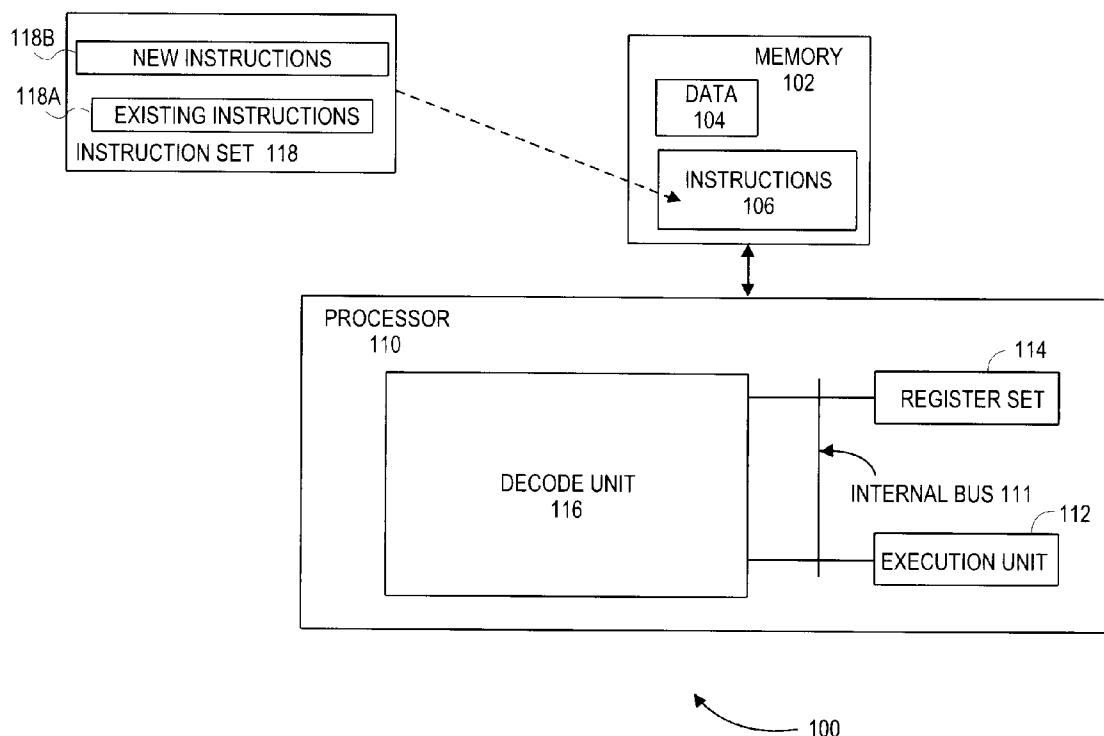 118B
NEW INSTRUCTIONS
118A
EXISTING INSTRUCTIONS
INSTRUCTION SET 118
MEMORY
102
DATA
104
INSTRUCTIONS
106
PROCESSOR
110
DECODE UNIT
116
114
REGISTER SET
INTERNAL BUS 111
112
EXECUTION UNIT
100